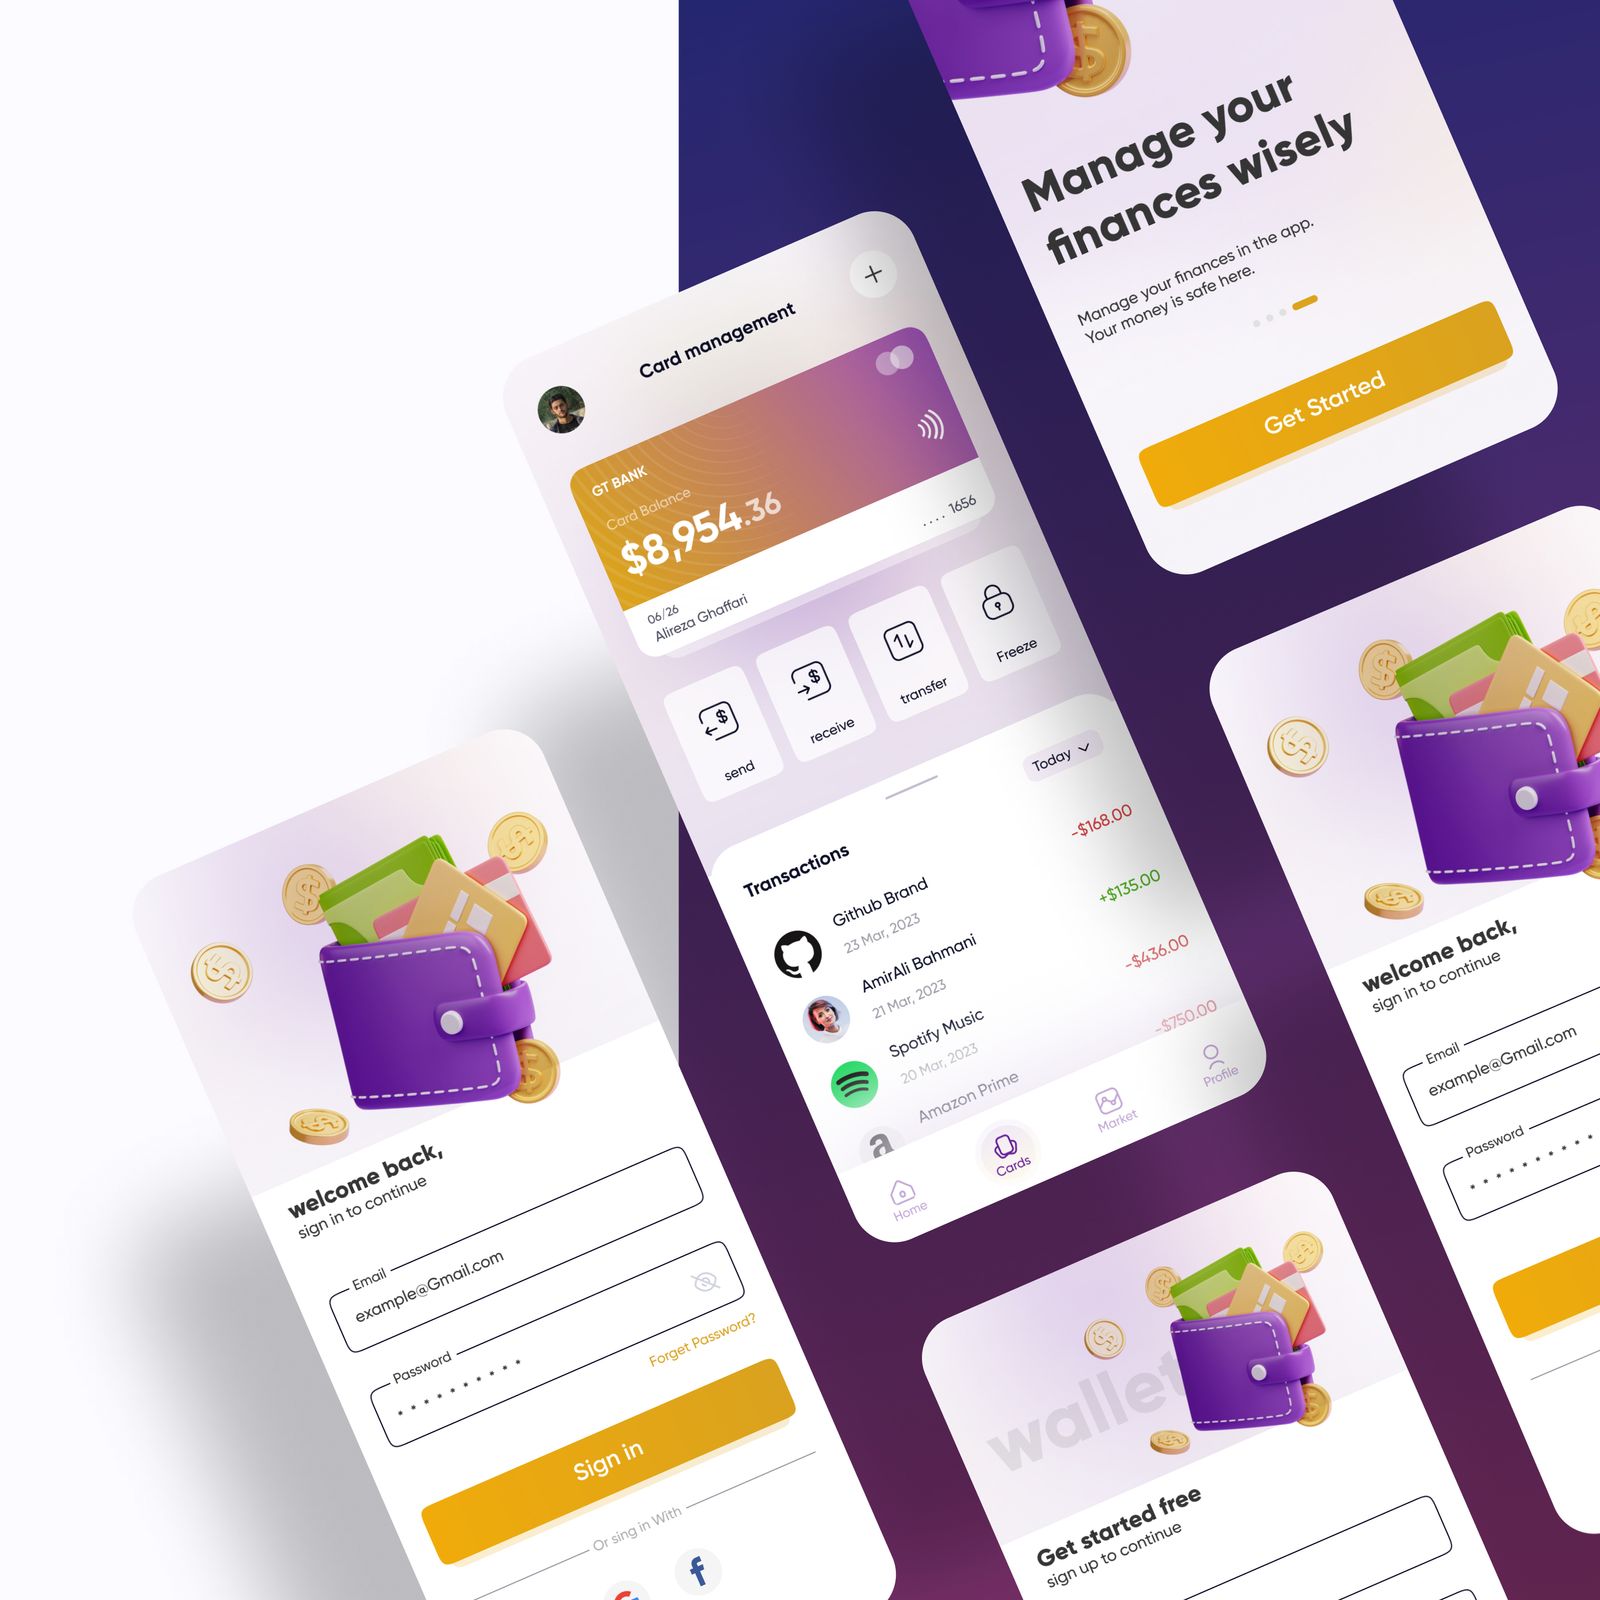 Manage your
finances wisely
Manage your finances in the app.
Your money is safe here.
Get Started
Card management
GT BANK
Card Balance
$8,954.36
.... 1656
06/26
Alireza Ghaffari
send
receive
transfer
Freeze
Today
Transactions
Github Brand
-$168.00
23 Mar, 2023
AmirAli Bahmani
+$135.00
21 Mar, 2023
Spotify Music
-$436.00
20 Mar, 2023
Amazon Prime
-$750.00
Home
Cards
Market
Profile
welcome back,
sign in to continue
Email
example@Gmail.com
Password
* * * * * * * * * *
Forget Password?
Sign in
Or sing in With
welcome back,
sign in to continue
Email
example@Gmail.com
Password
* * * * * * * * * *
wallet
Get started free
sign up to continue